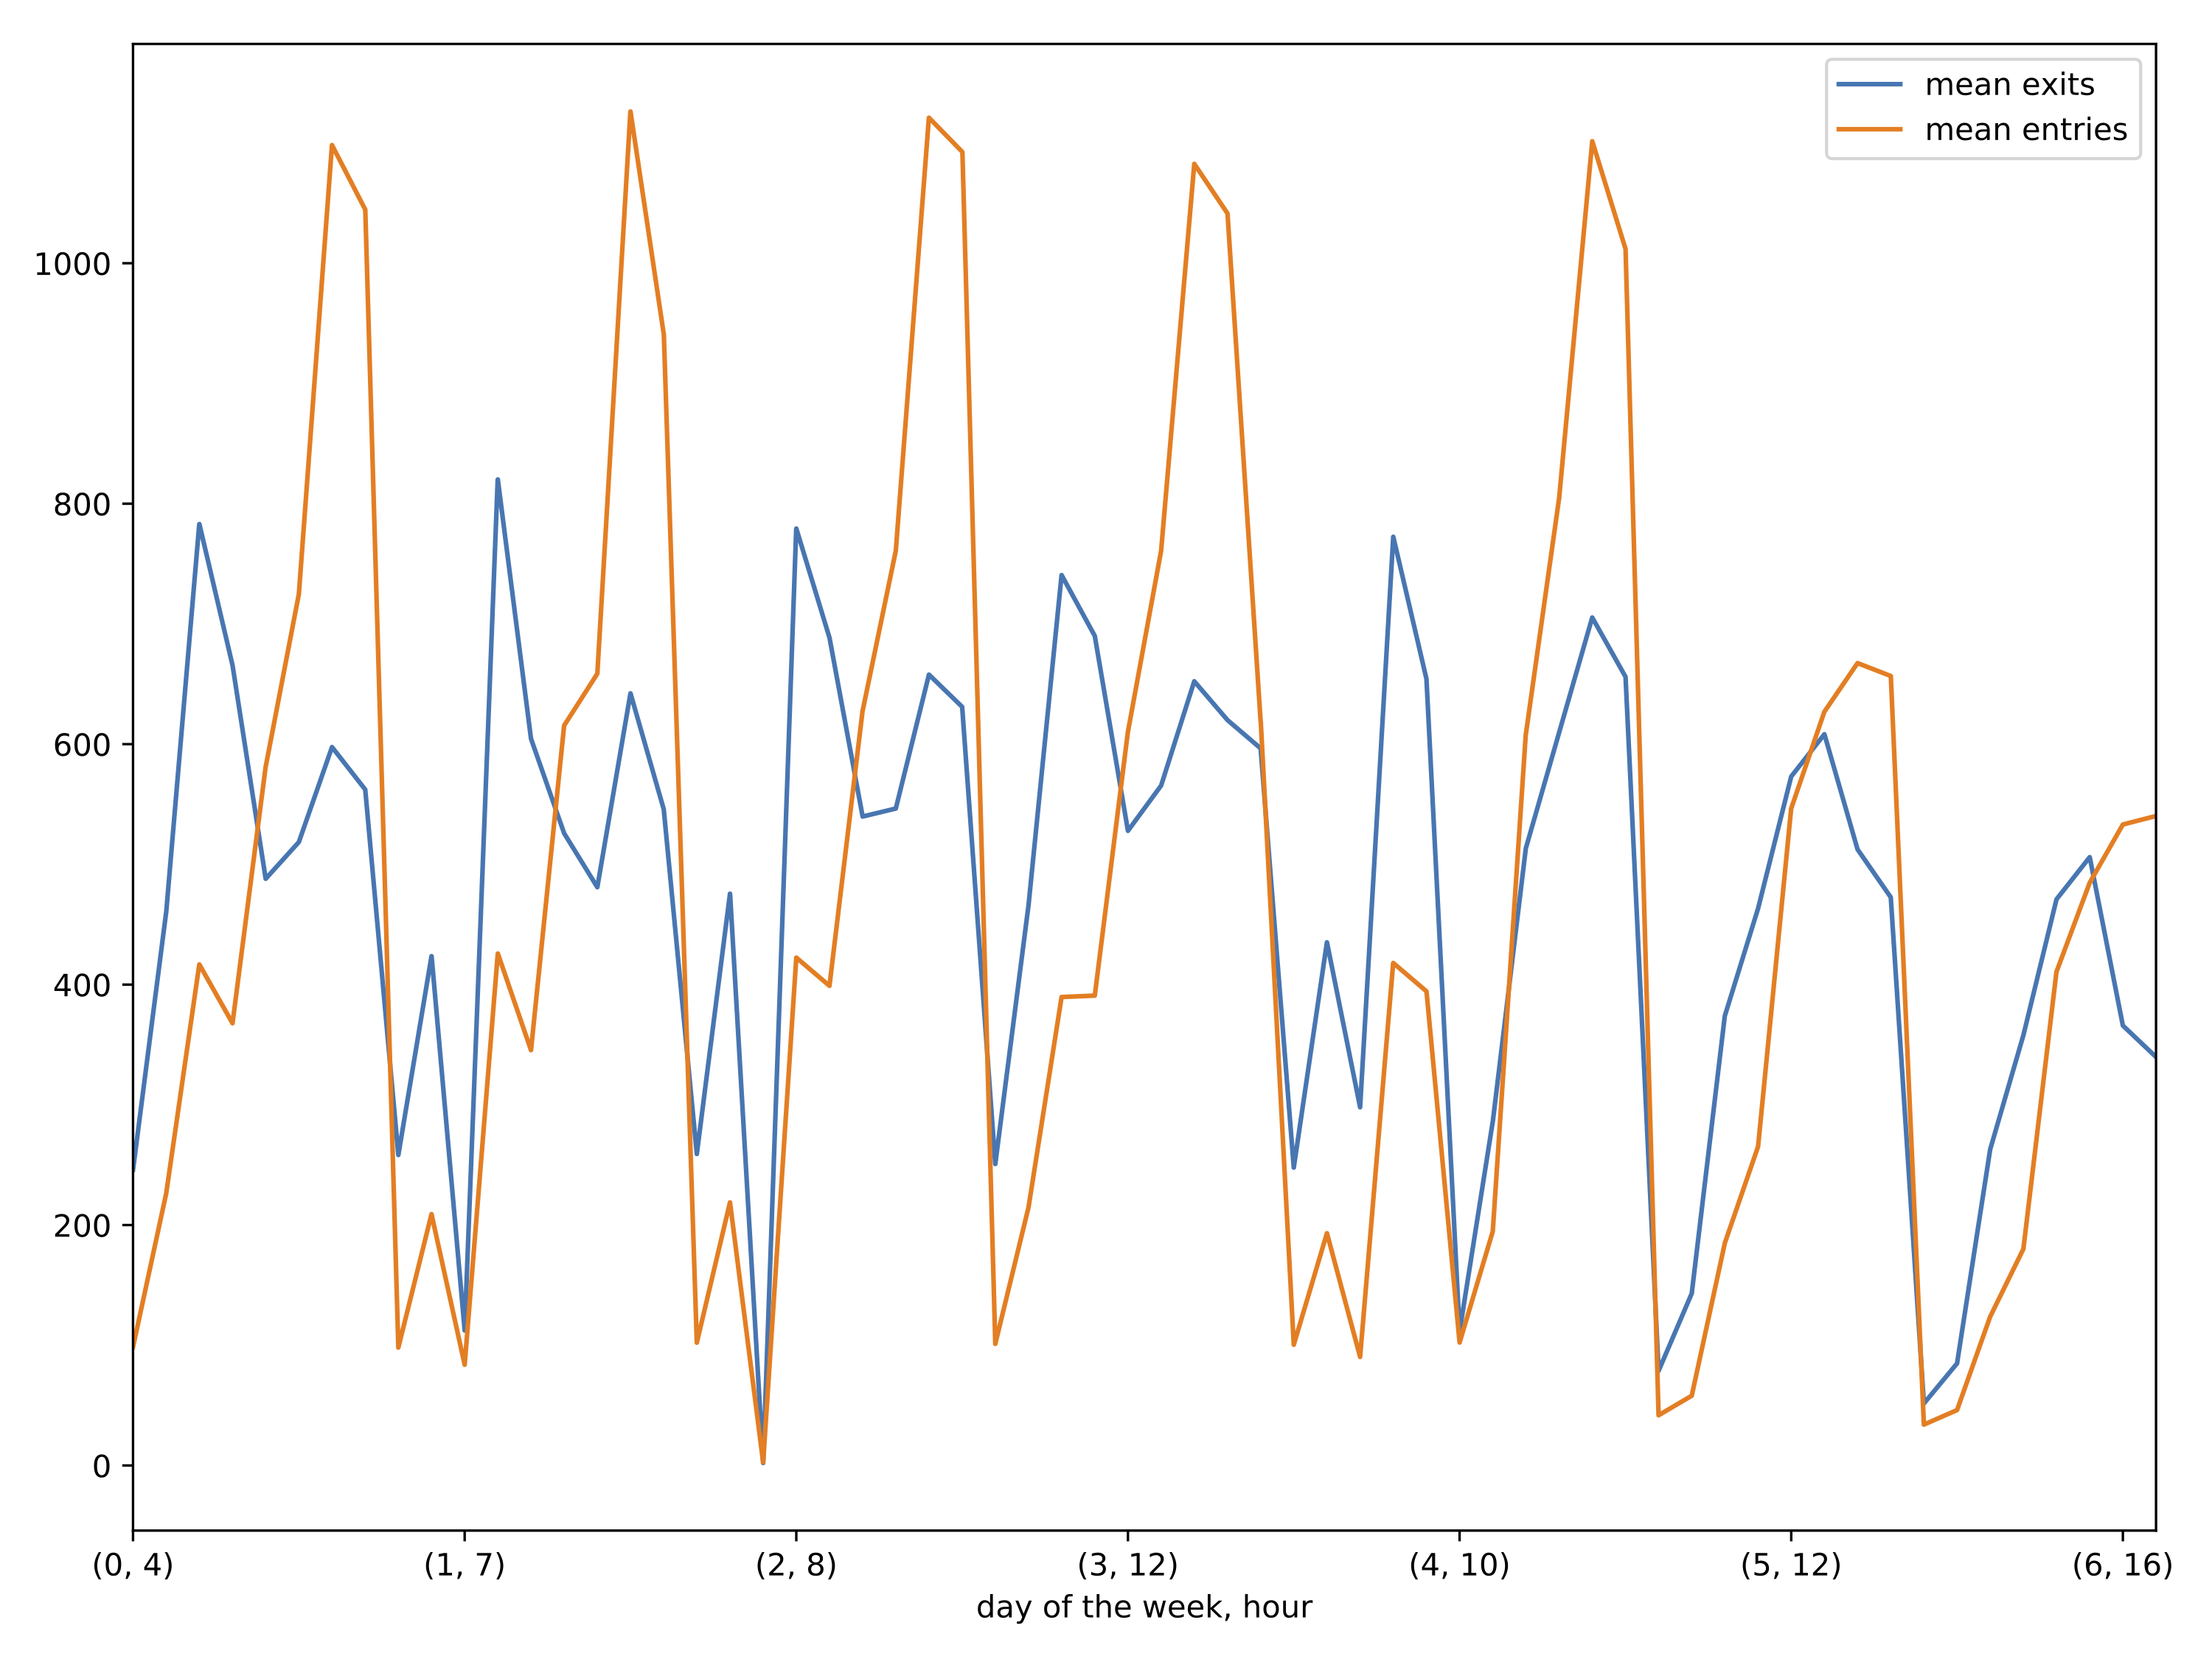 mean exits
mean entries
1000
800
600
400
200
0
(0, 4) (1, 7) (2, 8) (3, 12) (4, 10) (5, 12) (6, 16)
day of the week, hour